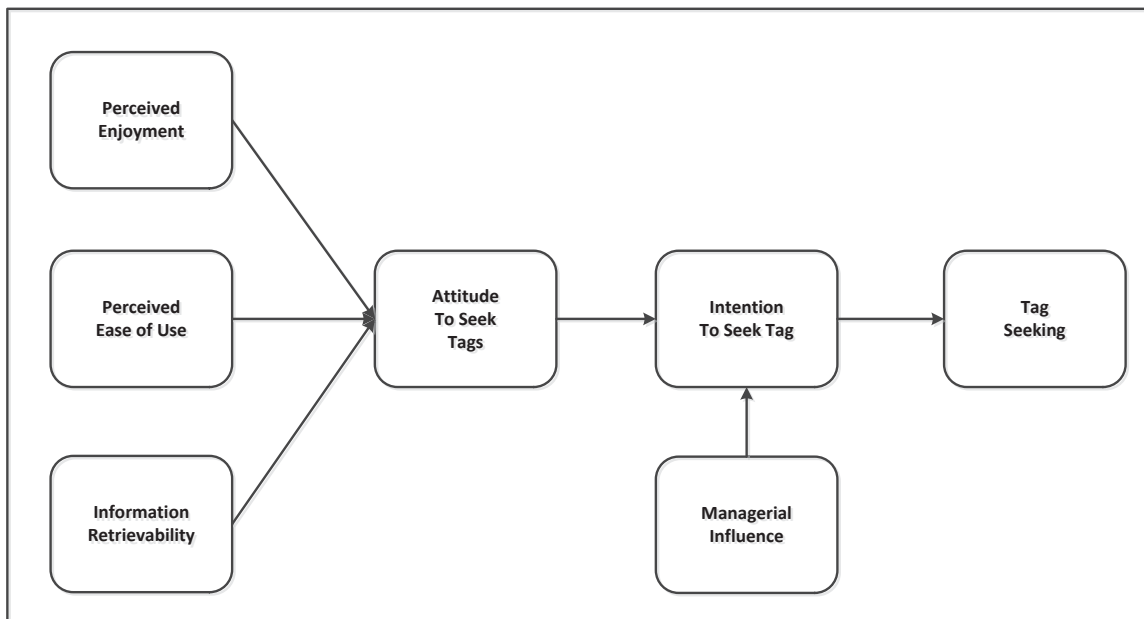 Perceived
Enjoyment
Perceived
Ease of Use
Attitude
To Seek
Tags
Intention
To Seek Tag
Tag
Seeking
Information
Retrievability
Managerial
Influence